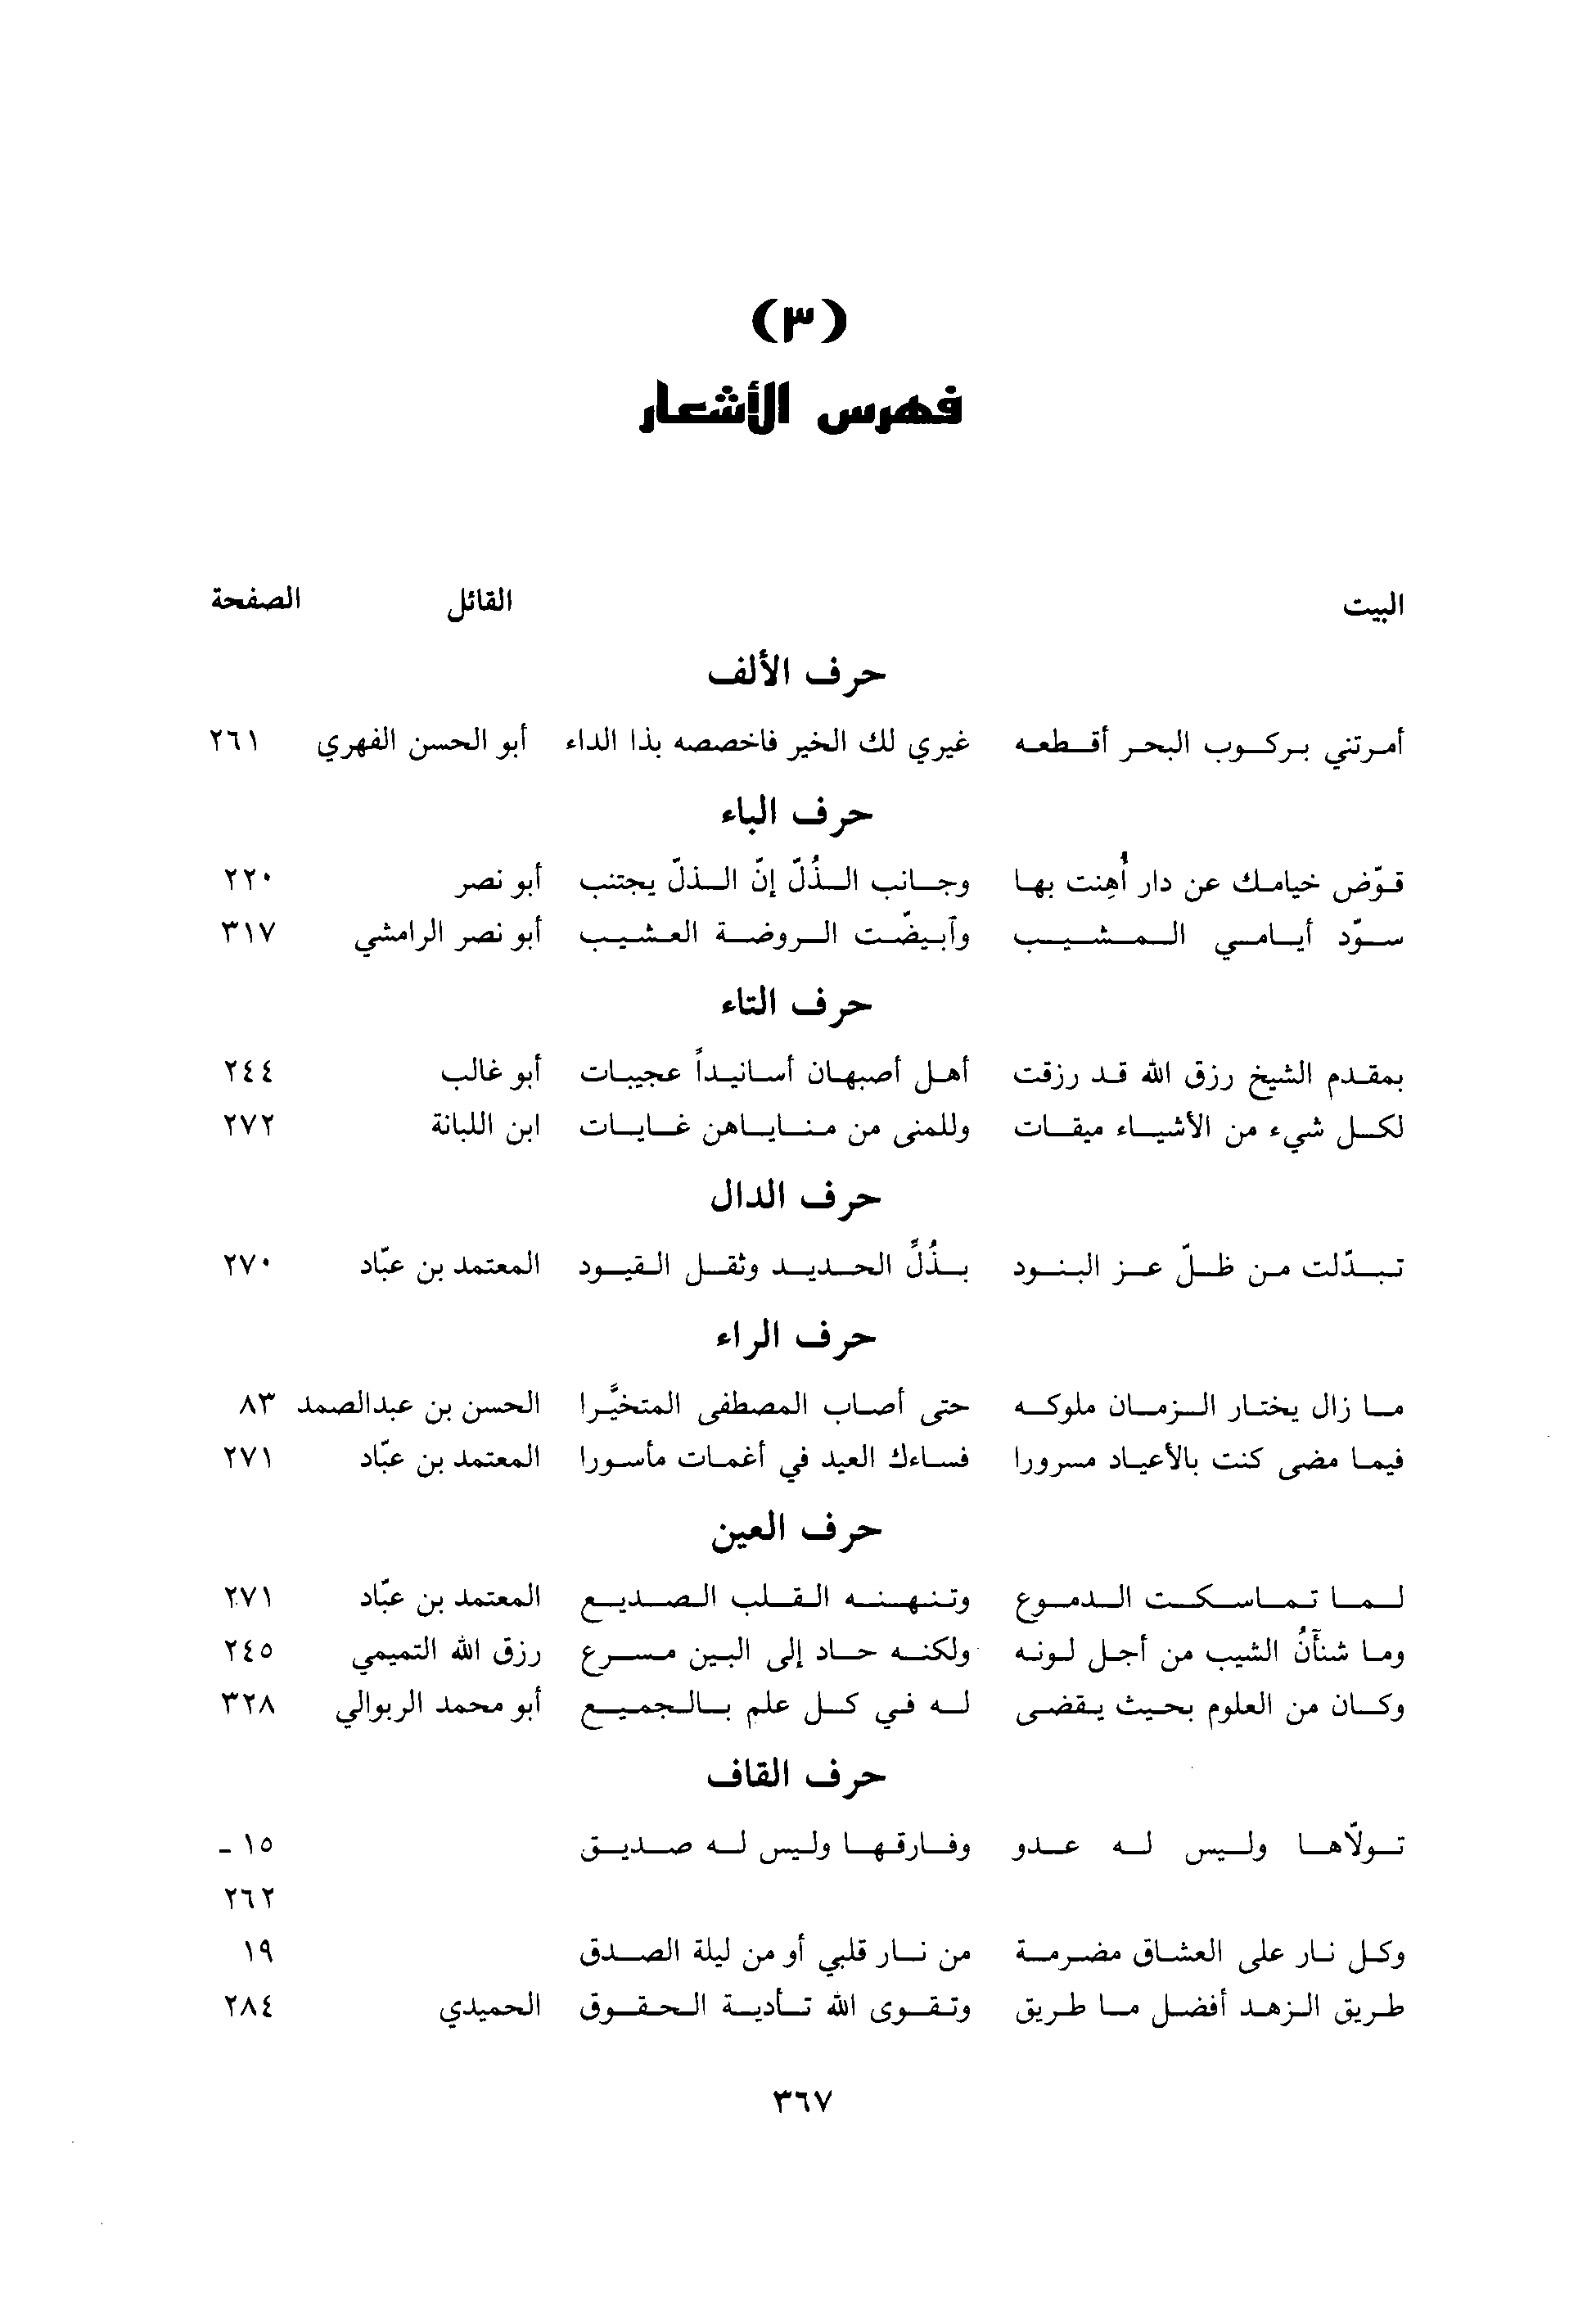 (٣)
فهرس الأشعار
البيت القائل الصفحة
حرف الألف
أمرتني بركوب البحر أقطعه غيري لك الخير فاخصصه بذا الداء أبو الحسن الفهري ٢٦١
حرف الباء
قوّض خيامك عن دار أُهِنت بها وجانب الذُلّ إنّ الذلّ يجتنب أبو نصر ٢٢٠
سوّد أيامي المشيب وآبيضّت الروضة العشيب أبو نصر الرامشي ٣١٧
حرف التاء
بمقدم الشيخ رزق الله قد رزقت أهل أصبهان أسانيداً عجيبات أبو غالب ٢٤٤
لكل شيء من الأشياء ميقات وللمنى من مناياهن غايات ابن اللبانة ٢٧٢
حرف الدال
تبدّلت من ظلّ عز البنود بذُلِّ الحديد وثقل القيود المعتمد بن عبّاد ٢٧٠
حرف الراء
ما زال يختار الزمان ملوكه حتى أصاب المصطفى المتخيَّرا الحسن بن عبدالصمد ٨٣
فيما مضى كنت بالأعياد مسرورا فساءك العيد في أغمات مأسورا المعتمد بن عبّاد ٢٧١
حرف العين
لما تماسكت الدموع وتنهنه القلب الصديع المعتمد بن عبّاد ٢٧١
وما شنآنُ الشيب من أجل لونه ولكنه حاد إلى البين مسرع رزق الله التميمي ٢٤٥
وكان من العلوم بحيث يقضى له في كل علم بالجميع أبو محمد الربوالي ٣٢٨
حرف القاف
تولّاها وليس له عدو وفارقها وليس له صديق ١٥ -
٢٦٢
وكل نار على العشاق مضرمة من نار قلبي أو من ليلة الصدق ١٩
طريق الزهد أفضل ما طريق وتقوى الله تأدية الحقوق الحميدي ٢٨٤
٣٦٧